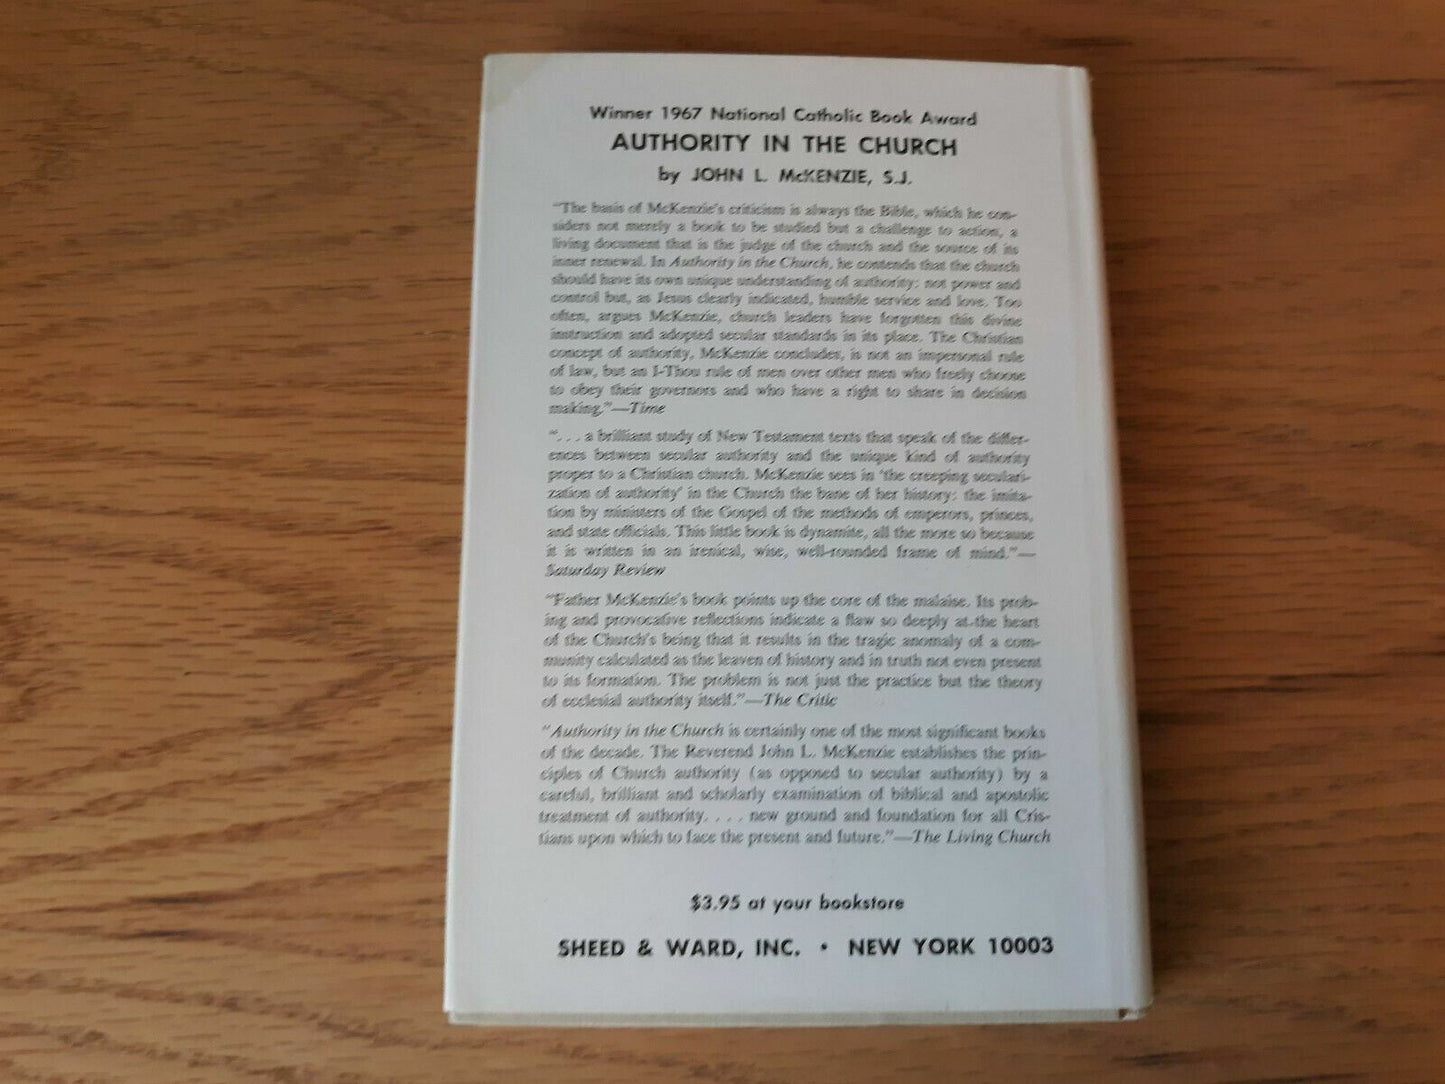 Winner 1967 National Catholic Book Award
AUTHORITY IN THE CHURCH
by JOHN L. McKENZIE, S.J.
"The basis of McKenzie's criticism is always the Bible, which he con-
siders not merely a book to be studied but a challenge to action, a
living document that is the judge of the church and the source of its
inner renewal. In Authority in the Church, he contends that the church
should have its own unique understanding of authority: not power and
control but, as Jesus clearly indicated, humble service and love. Too
often, argues McKenzie, church leaders have forgotten this divine
instruction and adopted secular standards in its place. The Christian
concept of authority, McKenzie concludes, is not an impersonal rule
of law, but an I-Thou rule of men over other men who freely choose
to obey their governors and who have a right to share in decision
making."—Time
". . . a brilliant study of New Testament texts that speak of the differ-
ences between secular authority and the unique kind of authority
proper to a Christian church. McKenzie sees in 'the creeping seculari-
zation of authority' in the Church the bane of her history: the imita-
tion by ministers of the Gospel of the methods of emperors, princes,
and state officials. This little book is dynamite, all the more so because
it is written in an irenical, wise, well-rounded frame of mind."—
Saturday Review
"Father McKenzie's book points up the core of the malaise. Its prob-
ing and provocative reflections indicate a flaw so deeply at the heart
of the Church's being that it results in the tragic anomaly of a com-
munity calculated as the leaven of history and in truth not even present
to its formation. The problem is not just the practice but the theory
of ecclesial authority itself."—The Critic
"Authority in the Church is certainly one of the most significant books
of the decade. The Reverend John L. McKenzie establishes the prin-
ciples of Church authority (as opposed to secular authority) by a
careful, brilliant and scholarly examination of biblical and apostolic
treatment of authority. . . . new ground and foundation for all Cris-
tians upon which to face the present and future."—The Living Church
$3.95 at your bookstore
SHEED & WARD, INC. • NEW YORK 10003